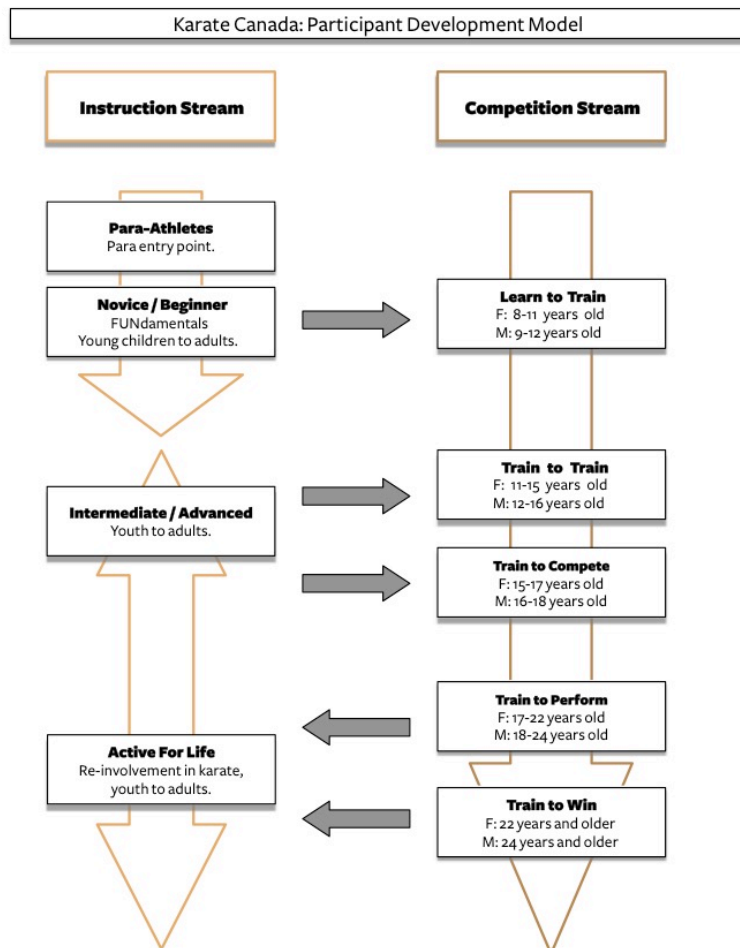 Karate Canada: Participant Development Model
Instruction Stream
Competition Stream
Para-Athletes
Para entry point.
Novice / Beginner
FUNdamentals
Young children to adults.
Learn to Train
F: 8-11 years old
M: 9-12 years old
Intermediate / Advanced
Youth to adults.
Train to Train
F: 11-15 years old
M: 12-16 years old
Train to Compete
F: 15-17 years old
M: 16-18 years old
Active For Life
Re-involvement in karate,
youth to adults.
Train to Perform
F: 17-22 years old
M: 18-24 years old
Train to Win
F: 22 years and older
M: 24 years and older